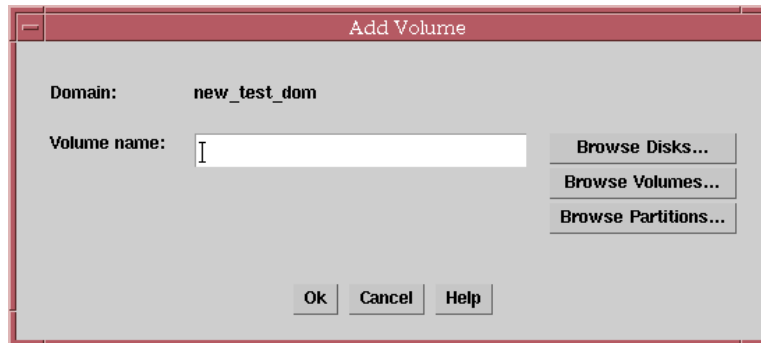 Add Volume
Domain: new_test_dom
Volume name:
Browse Disks...
Browse Volumes...
Browse Partitions...
Ok Cancel Help